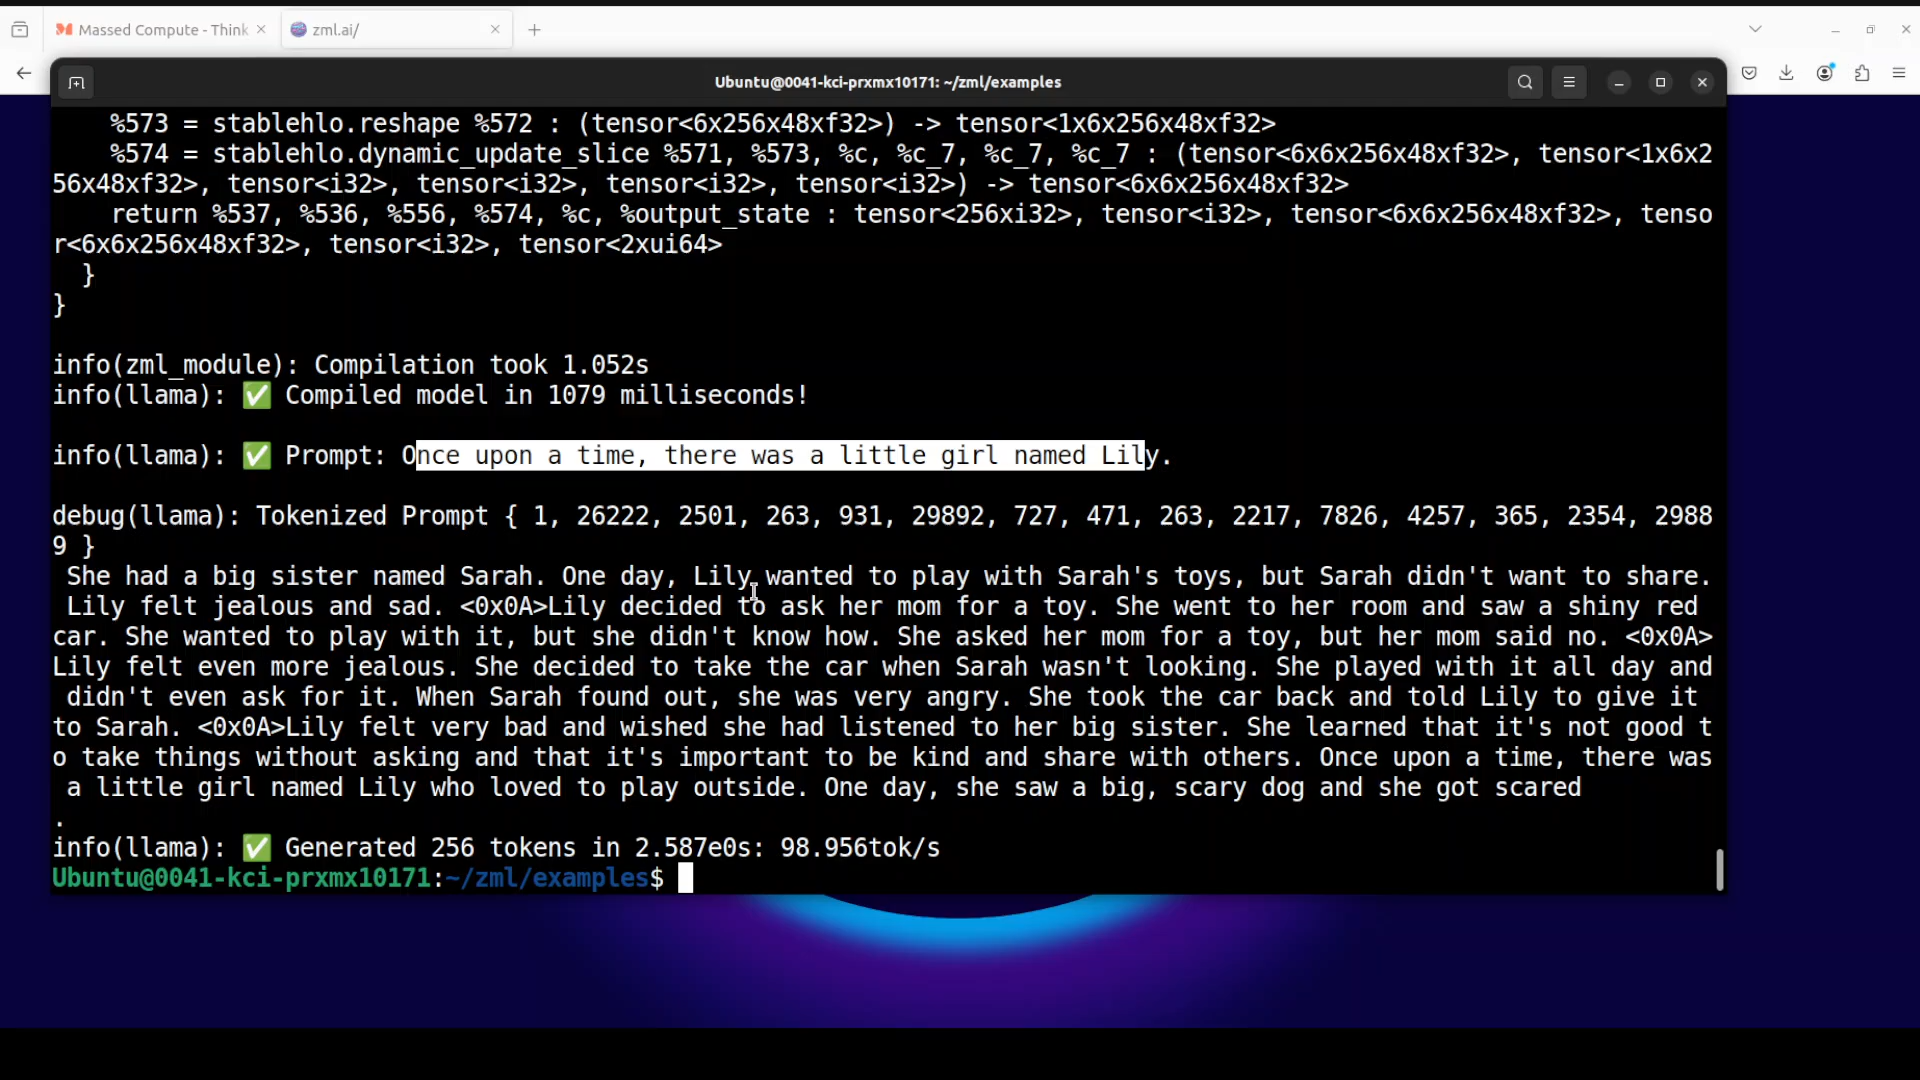 Massed Compute - Think
zml.ai/
Ubuntu@0041-kci-prxmx10171: ~/zml/examples
%573 = stablehlo.reshape %572 : (tensor<6x256x48xf32>) -> tensor<1x6x256x48xf32>
%574 = stablehlo.dynamic_update_slice %571, %573, %c, %c_7, %c_7, %c_7 : (tensor<6x6x256x48xf32>, tensor<1x6x2
56x48xf32>, tensor<i32>, tensor<i32>, tensor<i32>, tensor<i32>) -> tensor<6x6x256x48xf32>
return %537, %536, %556, %574, %c, %output_state : tensor<256xi32>, tensor<i32>, tensor<6x6x256x48xf32>, tenso
r<6x6x256x48xf32>, tensor<i32>, tensor<2xui64>
}
}
info(zml_module): Compilation took 1.052s
info(llama): ✅ Compiled model in 1079 milliseconds!
info(llama): ✅ Prompt: Once upon a time, there was a little girl named Lily.
debug(llama): Tokenized Prompt { 1, 26222, 2501, 263, 931, 29892, 727, 471, 263, 2217, 7826, 4257, 365, 2354, 2988
9 }
She had a big sister named Sarah. One day, Lily wanted to play with Sarah's toys, but Sarah didn't want to share.
Lily felt jealous and sad. <0x0A>Lily decided to ask her mom for a toy. She went to her room and saw a shiny red
car. She wanted to play with it, but she didn't know how. She asked her mom for a toy, but her mom said no. <0x0A>
Lily felt even more jealous. She decided to take the car when Sarah wasn't looking. She played with it all day and
didn't even ask for it. When Sarah found out, she was very angry. She took the car back and told Lily to give it
to Sarah. <0x0A>Lily felt very bad and wished she had listened to her big sister. She learned that it's not good t
o take things without asking and that it's important to be kind and share with others. Once upon a time, there was
a little girl named Lily who loved to play outside. One day, she saw a big, scary dog and she got scared
.
info(llama): ✅ Generated 256 tokens in 2.587e0s: 98.956tok/s
Ubuntu@0041-kci-prxmx10171:~/zml/examples$